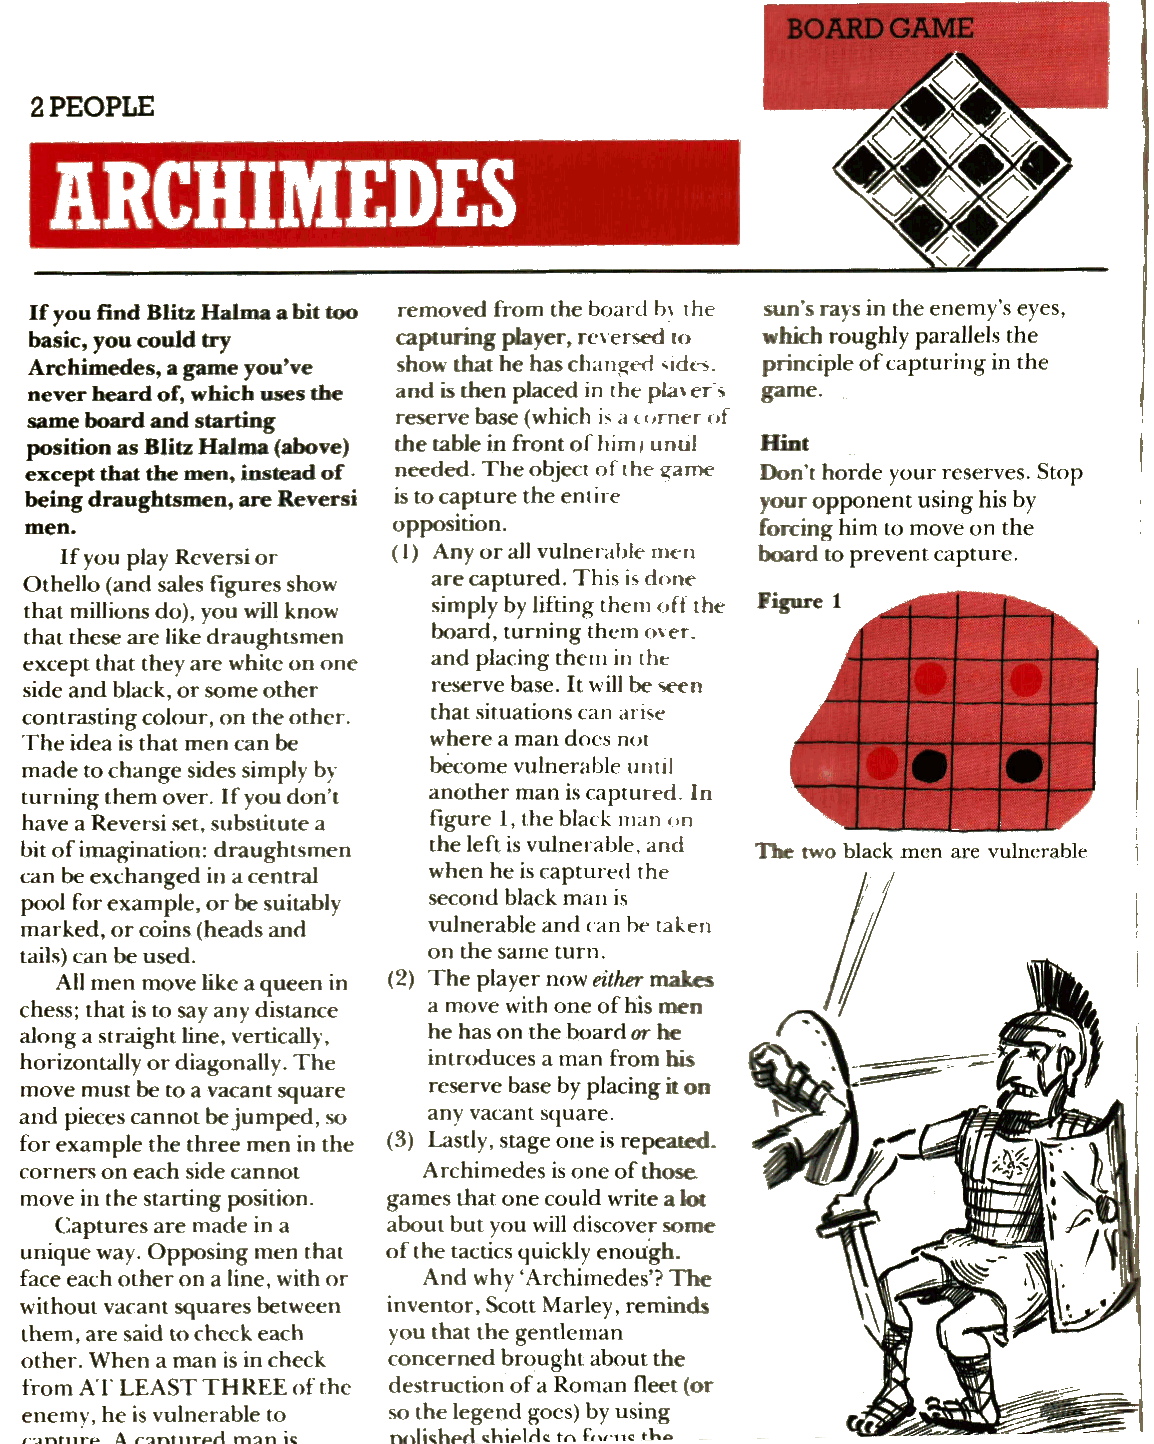 BOARD GAME
2 PEOPLE
ARCHIMEDES
If you find Blitz Halma a bit too
basic, you could try
Archimedes, a game you've
never heard of, which uses the
same board and starting
position as Blitz Halma (above)
except that the men, instead of
being draughtsmen, are Reversi
men.
If you play Reversi or
Othello (and sales figures show
that millions do), you will know
that these are like draughtsmen
except that they are white on one
side and black, or some other
contrasting colour, on the other.
The idea is that men can be
made to change sides simply by
turning them over. If you don't
have a Reversi set, substitute a
bit of imagination: draughtsmen
can be exchanged in a central
pool for example, or be suitably
marked, or coins (heads and
tails) can be used.
All men move like a queen in
chess; that is to say any distance
along a straight line, vertically,
horizontally or diagonally. The
move must be to a vacant square
and pieces cannot be jumped, so
for example the three men in the
corners on each side cannot
move in the starting position.
Captures are made in a
unique way. Opposing men that
face each other on a line, with or
without vacant squares between
them, are said to check each
other. When a man is in check
from AT LEAST THREE of the
enemy, he is vulnerable to
capture. A captured man is
removed from the board by the
capturing player, reversed to
show that he has changed sides,
and is then placed in the player's
reserve base (which is a corner of
the table in front of him) until
needed. The object of the game
is to capture the entire
opposition.
(1) Any or all vulnerable men
are captured. This is done
simply by lifting them off the
board, turning them over,
and placing them in the
reserve base. It will be seen
that situations can arise
where a man does not
become vulnerable until
another man is captured. In
figure 1, the black man on
the left is vulnerable, and
when he is captured the
second black man is
vulnerable and can be taken
on the same turn.
(2) The player now either makes
a move with one of his men
he has on the board or he
introduces a man from his
reserve base by placing it on
any vacant square.
(3) Lastly, stage one is repeated.
Archimedes is one of those
games that one could write a lot
about but you will discover some
of the tactics quickly enough.
And why 'Archimedes'? The
inventor, Scott Marley, reminds
you that the gentleman
concerned brought about the
destruction of a Roman fleet (or
so the legend goes) by using
polished shields to focus the
sun's rays in the enemy's eyes,
which roughly parallels the
principle of capturing in the
game.
Hint
Don't horde your reserves. Stop
your opponent using his by
forcing him to move on the
board to prevent capture.
Figure 1
The two black men are vulnerable